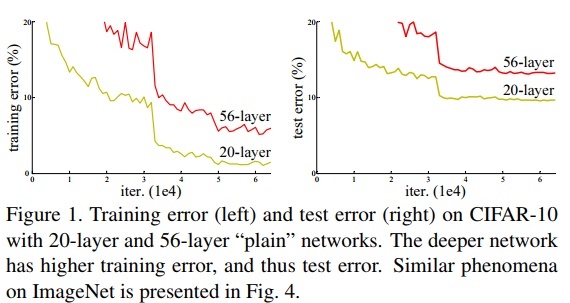 20
10
0
training error (%)
56-layer
20-layer
0 1 2 3 4 5 6
iter. (1e4)
20
10
0
test error (%)
56-layer
20-layer
0 1 2 3 4 5 6
iter. (1e4)
Figure 1. Training error (left) and test error (right) on CIFAR-10
with 20-layer and 56-layer “plain” networks. The deeper network
has higher training error, and thus test error. Similar phenomena
on ImageNet is presented in Fig. 4.